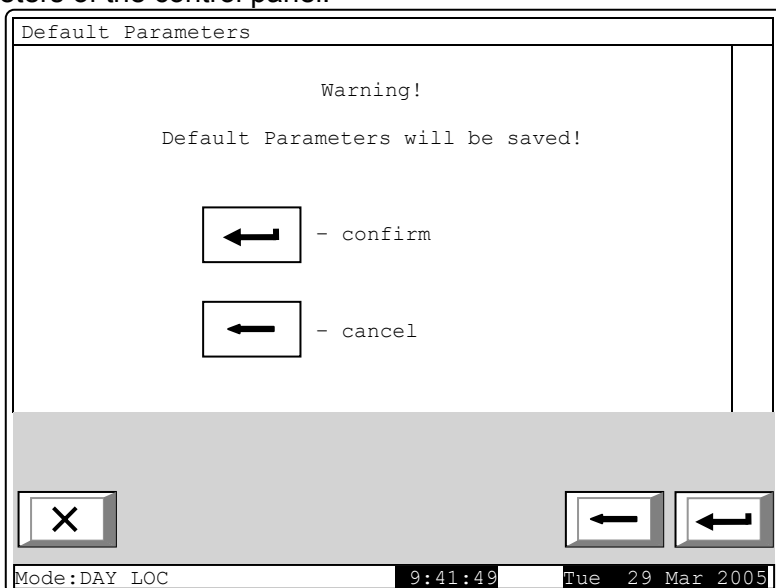 of the control panel.
Default Parameters
Warning!
Default Parameters will be saved!
- confirm
- cancel
Mode:DAY LOC 9:41:49 Tue 29 Mar 2005